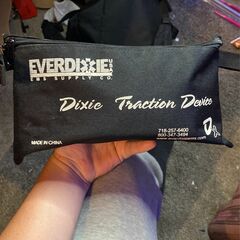 EVERDIXIE
EMS SUPPLY CO.
Dixie Traction Device
718-257-6400
800-347-3494
MADE IN CHINA